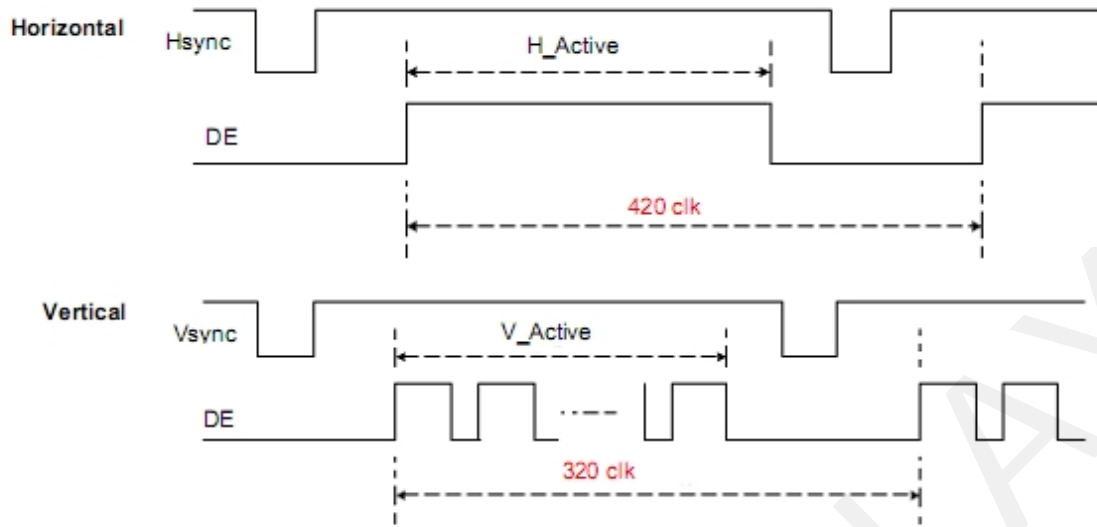 Horizontal
Hsync
H_Active
DE
420 clk
Vertical
Vsync
V_Active
DE
320 clk